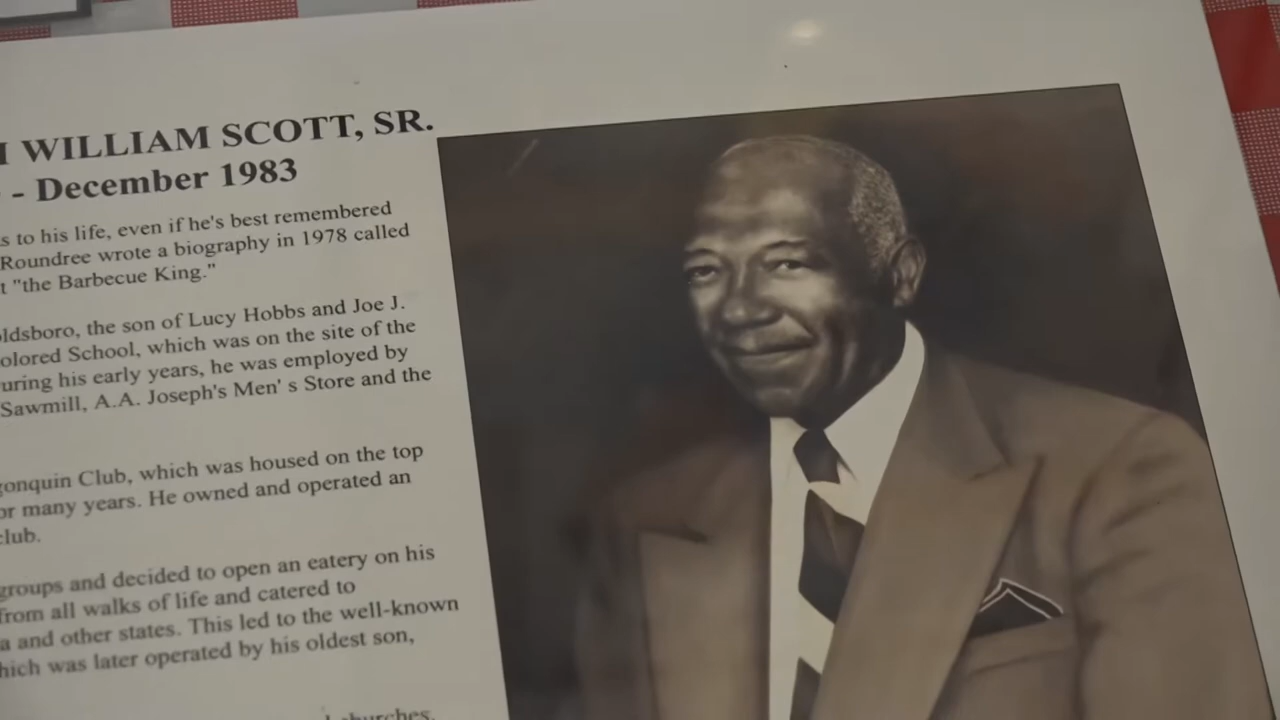 WILLIAM SCOTT, SR.
- December 1983
s to his life, even if he's best remembered
Roundree wrote a biography in 1978 called
t "the Barbecue King."
oldsboro, the son of Lucy Hobbs and Joe J.
olored School, which was on the site of the
uring his early years, he was employed by
Sawmill, A.A. Joseph's Men' s Store and the
gonquin Club, which was housed on the top
or many years. He owned and operated an
club.
groups and decided to open an eatery on his
from all walks of life and catered to
a and other states. This led to the well-known
hich was later operated by his oldest son,
churches.